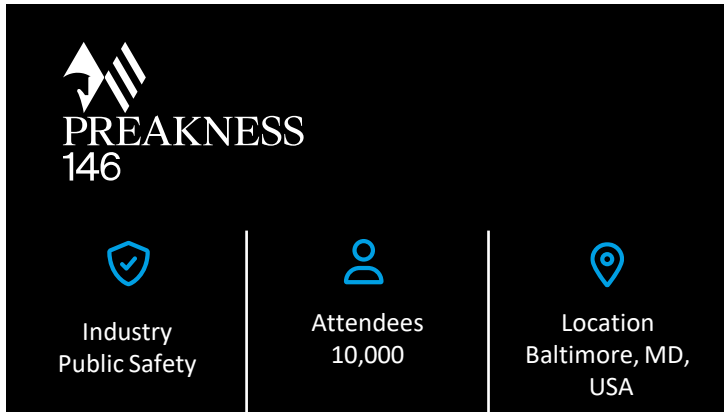 PREAKNESS
146
Industry
Public Safety
Attendees
10,000
Location
Baltimore, MD,
USA